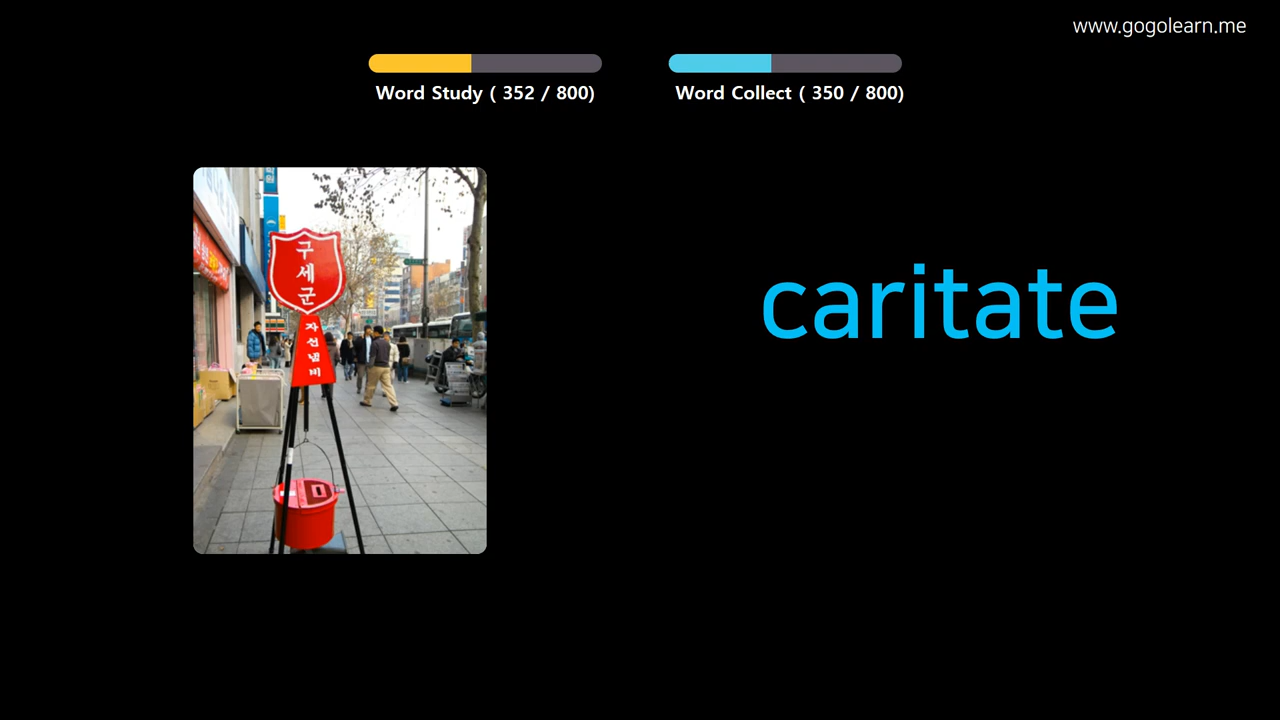 www.gogolearn.me
Word Study ( 352 / 800)
Word Collect ( 350 / 800)
구
세
군
자
선
냄
비
caritate